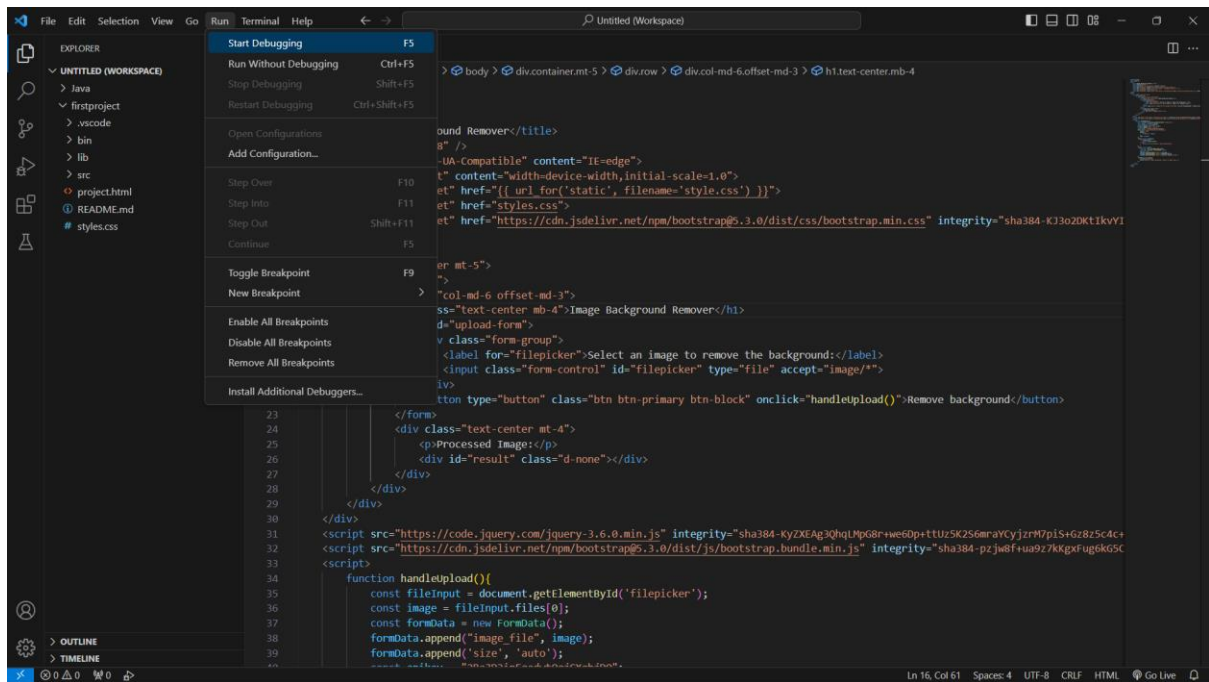 File Edit Selection View Go Run Terminal Help Untitled (Workspace)
EXPLORER
UNTITLED (WORKSPACE)
Java
firstproject
.vscode
bin
lib
src
project.html
README.md
styles.css
OUTLINE
TIMELINE
Start Debugging F5
Run Without Debugging Ctrl+F5
Stop Debugging Shift+F5
Restart Debugging Ctrl+Shift+F5
Open Configurations
Add Configuration...
Step Over F10
Step Into F11
Step Out Shift+F11
Continue F5
Toggle Breakpoint F9
New Breakpoint
Enable All Breakpoints
Disable All Breakpoints
Remove All Breakpoints
Install Additional Debuggers...
> body > div.container.mt-5 > div.row > div.col-md-6.offset-md-3 > h1.text-center.mb-4
ound Remover</title>
8" />
-UA-Compatible" content="IE=edge">
t" content="width=device-width,initial-scale=1.0">
et" href="{{ url_for('static', filename='style.css') }}">
et" href="styles.css">
et" href="https://cdn.jsdelivr.net/npm/bootstrap@5.3.0/dist/css/bootstrap.min.css" integrity="sha384-KJ3o2DKtIkvYI
er mt-5">
">
"col-md-6 offset-md-3">
ss="text-center mb-4">Image Background Remover</h1>
d="upload-form">
v class="form-group">
<label for="filepicker">Select an image to remove the background:</label>
<input class="form-control" id="filepicker" type="file" accept="image/*">
iv>
tton type="button" class="btn btn-primary btn-block" onclick="handleUpload()">Remove background</button>
23 </form>
24 <div class="text-center mt-4">
25 <p>Processed Image:</p>
26 <div id="result" class="d-none"></div>
27 </div>
28 </div>
29 </div>
30 </div>
31 <script src="https://code.jquery.com/jquery-3.6.0.min.js" integrity="sha384-KyZXEAg3QhqLMpG8r+we6Dp+ttUz5K2S6mraYCyjzrM7piS+Gz8z5c4c+
32 <script src="https://cdn.jsdelivr.net/npm/bootstrap@5.3.0/dist/js/bootstrap.bundle.min.js" integrity="sha384-pzjw8f+ua9z7kKgxFug6kG5C
33 <script>
34 function handleUpload(){
35 const fileInput = document.getElementById('filepicker');
36 const image = fileInput.files[0];
37 const formData = new FormData();
38 formData.append("image_file", image);
39 formData.append('size', 'auto');
0 0 0 Ln 16, Col 61 Spaces: 4 UTF-8 CRLF HTML Go Live